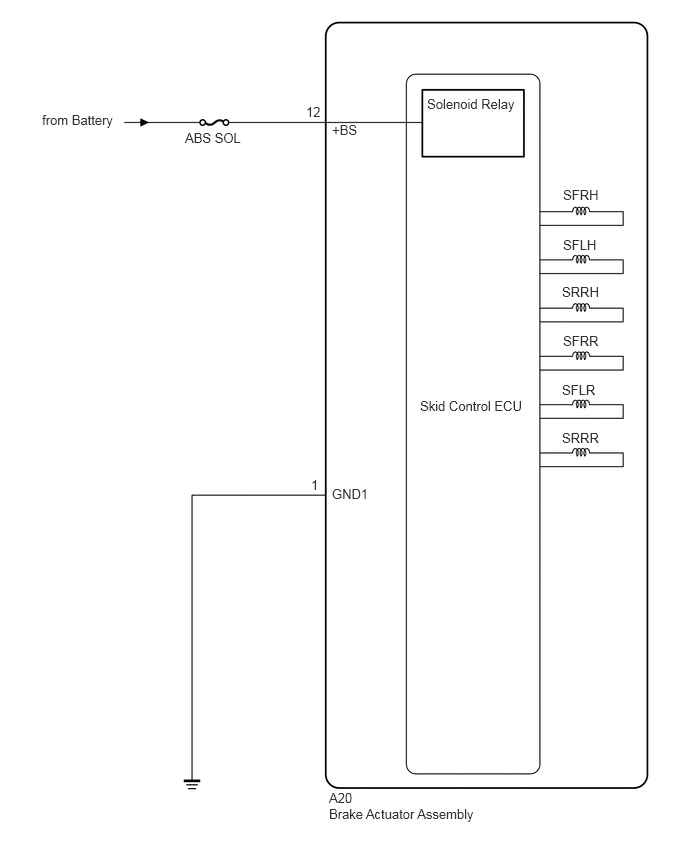 Solenoid Relay
12
from Battery
+BS
ABS SOL
SFRH
SFLH
SRRH
SFRR
SFLR
Skid Control ECU
SRRR
1
GND1
A20
Brake Actuator Assembly